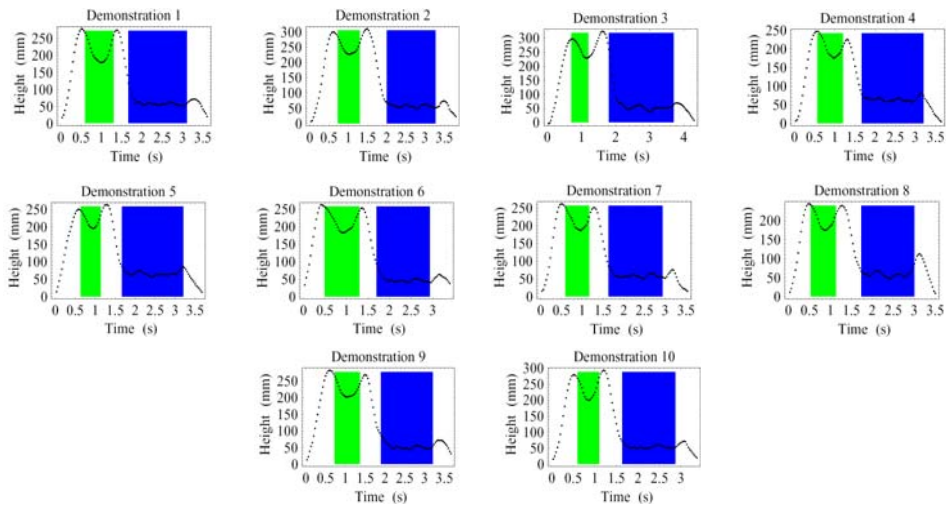 Demonstration 1
Height (mm)
250
200
150
100
50
0
0 0.5 1 1.5 2 2.5 3 3.5
Time (s)
Demonstration 2
Height (mm)
300
250
200
150
100
50
0
0 0.5 1 1.5 2 2.5 3 3.5
Time (s)
Demonstration 3
Height (mm)
300
250
200
150
100
50
0
0 1 2 3 4
Time (s)
Demonstration 4
Height (mm)
250
200
150
100
50
0
0 0.5 1 1.5 2 2.5 3 3.5
Time (s)
Demonstration 5
Height (mm)
250
200
150
100
50
0
0 0.5 1 1.5 2 2.5 3 3.5
Time (s)
Demonstration 6
Height (mm)
250
200
150
100
50
0
0 0.5 1 1.5 2 2.5 3
Time (s)
Demonstration 7
Height (mm)
250
200
150
100
50
0
0 0.5 1 1.5 2 2.5 3 3.5
Time (s)
Demonstration 8
Height (mm)
200
150
100
50
0
0 0.5 1 1.5 2 2.5 3 3.5
Time (s)
Demonstration 9
Height (mm)
250
200
150
100
50
0
0 0.5 1 1.5 2 2.5 3 3.5
Time (s)
Demonstration 10
Height (mm)
300
250
200
150
100
50
0
0 0.5 1 1.5 2 2.5 3
Time (s)